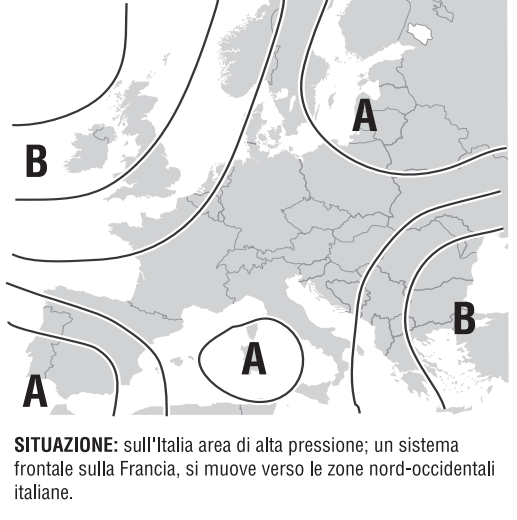 A
B
A
B
A
SITUAZIONE: sull'Italia area di alta pressione; un sistema
frontale sulla Francia, si muove verso le zone nord-occidentali
italiane.